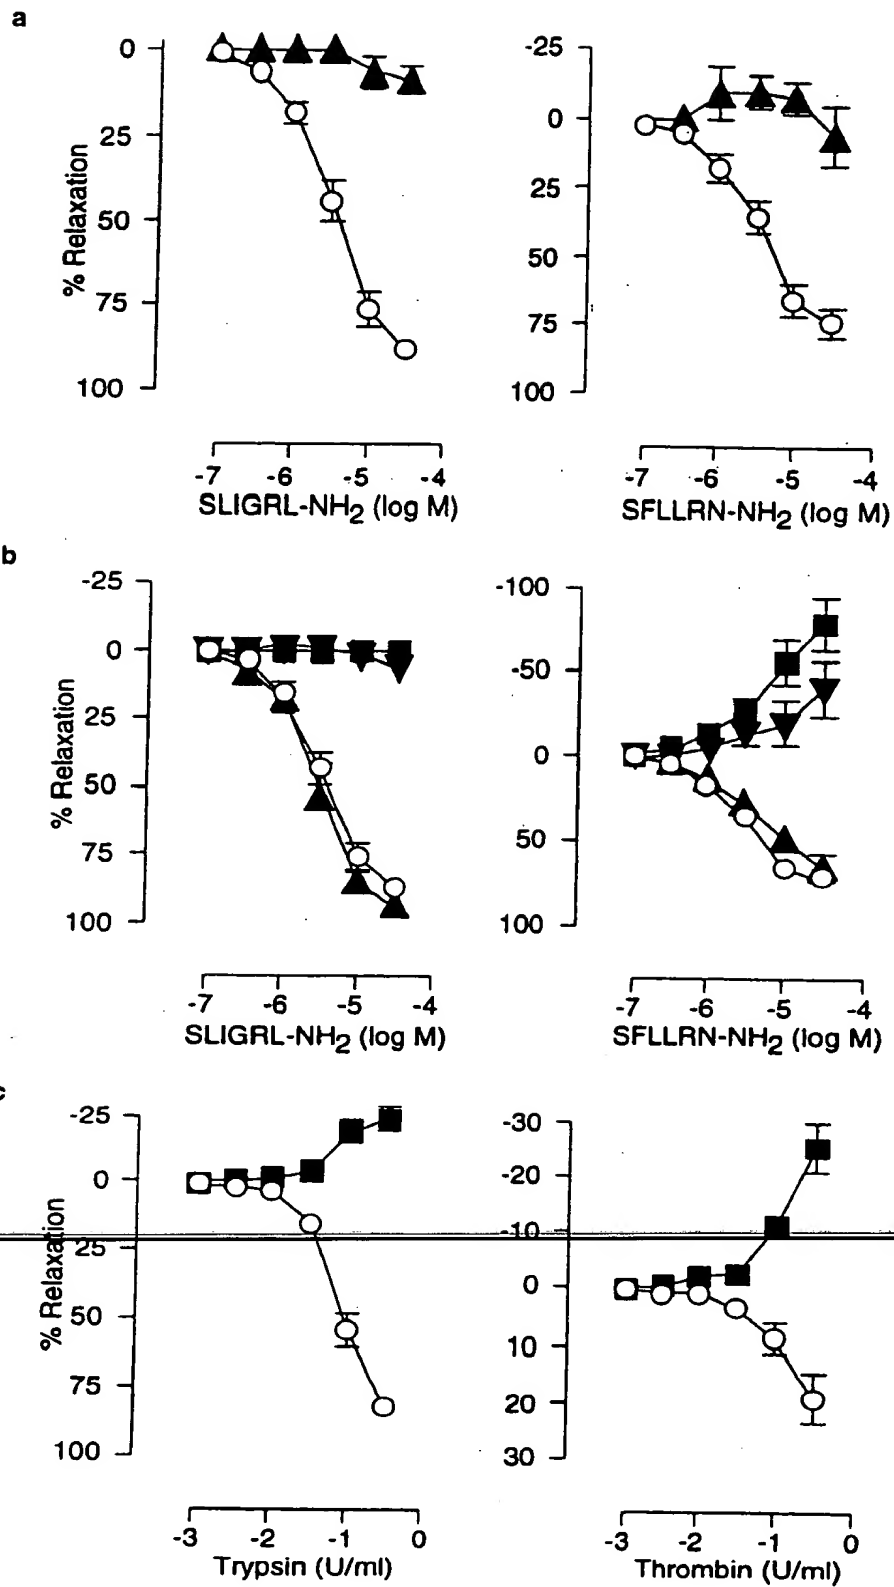 a
0
25
50
75
100
% Relaxation
-7 -6 -5 -4
SLIGRL-NH2 (log M)
-25
0
25
50
75
100
-7 -6 -5 -4
SFLLRN-NH2 (log M)
b
-25
0
25
50
75
100
% Relaxation
-7 -6 -5 -4
SLIGRL-NH2 (log M)
-100
-50
0
50
100
-7 -6 -5 -4
SFLLRN-NH2 (log M)
c
-25
0
25
50
75
100
% Relaxation
-3 -2 -1 0
Trypsin (U/ml)
-30
-20
-10
0
10
20
30
-3 -2 -1 0
Thrombin (U/ml)